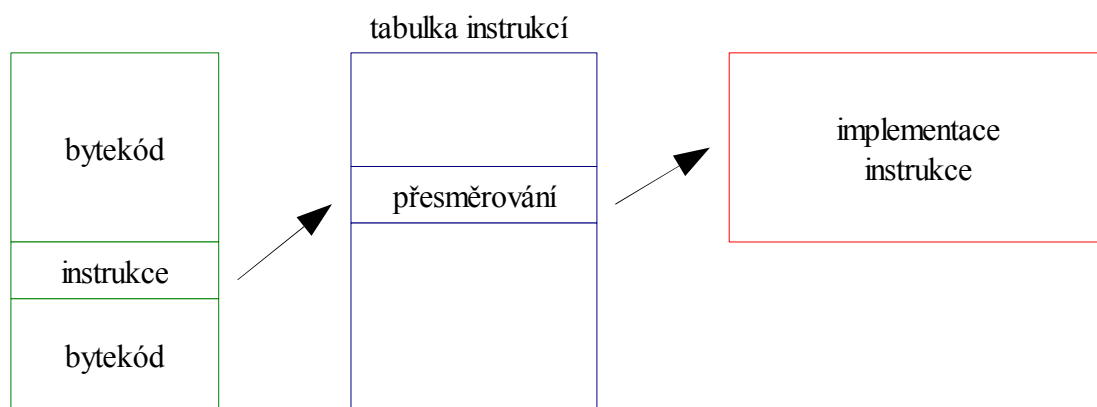 tabulka instrukcí
bytekód
instrukce
bytekód
přesměrování
implementace
instrukce